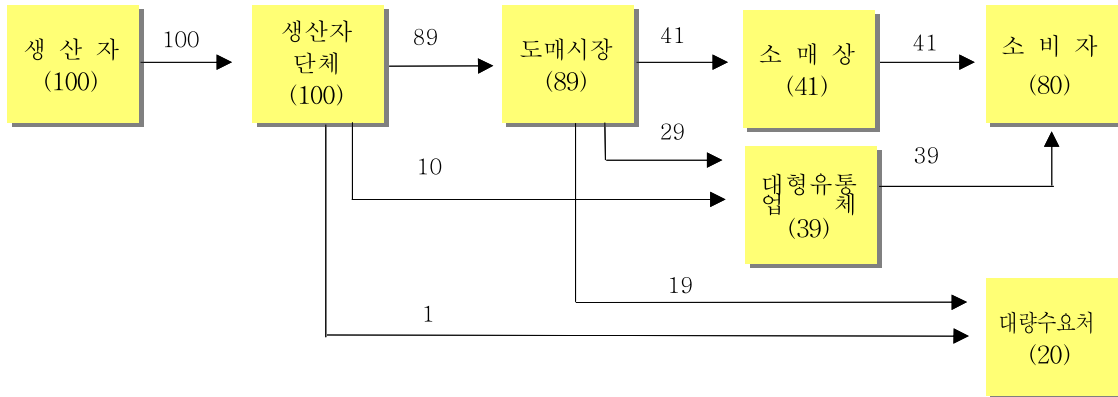 생 산 자
(100)
100
생산자
단체
(100)
89
도매시장
(89)
41
소 매 상
(41)
41
소 비 자
(80)
29
10
대형유통
업 체
(39)
39
19
1
대량수요처
(20)